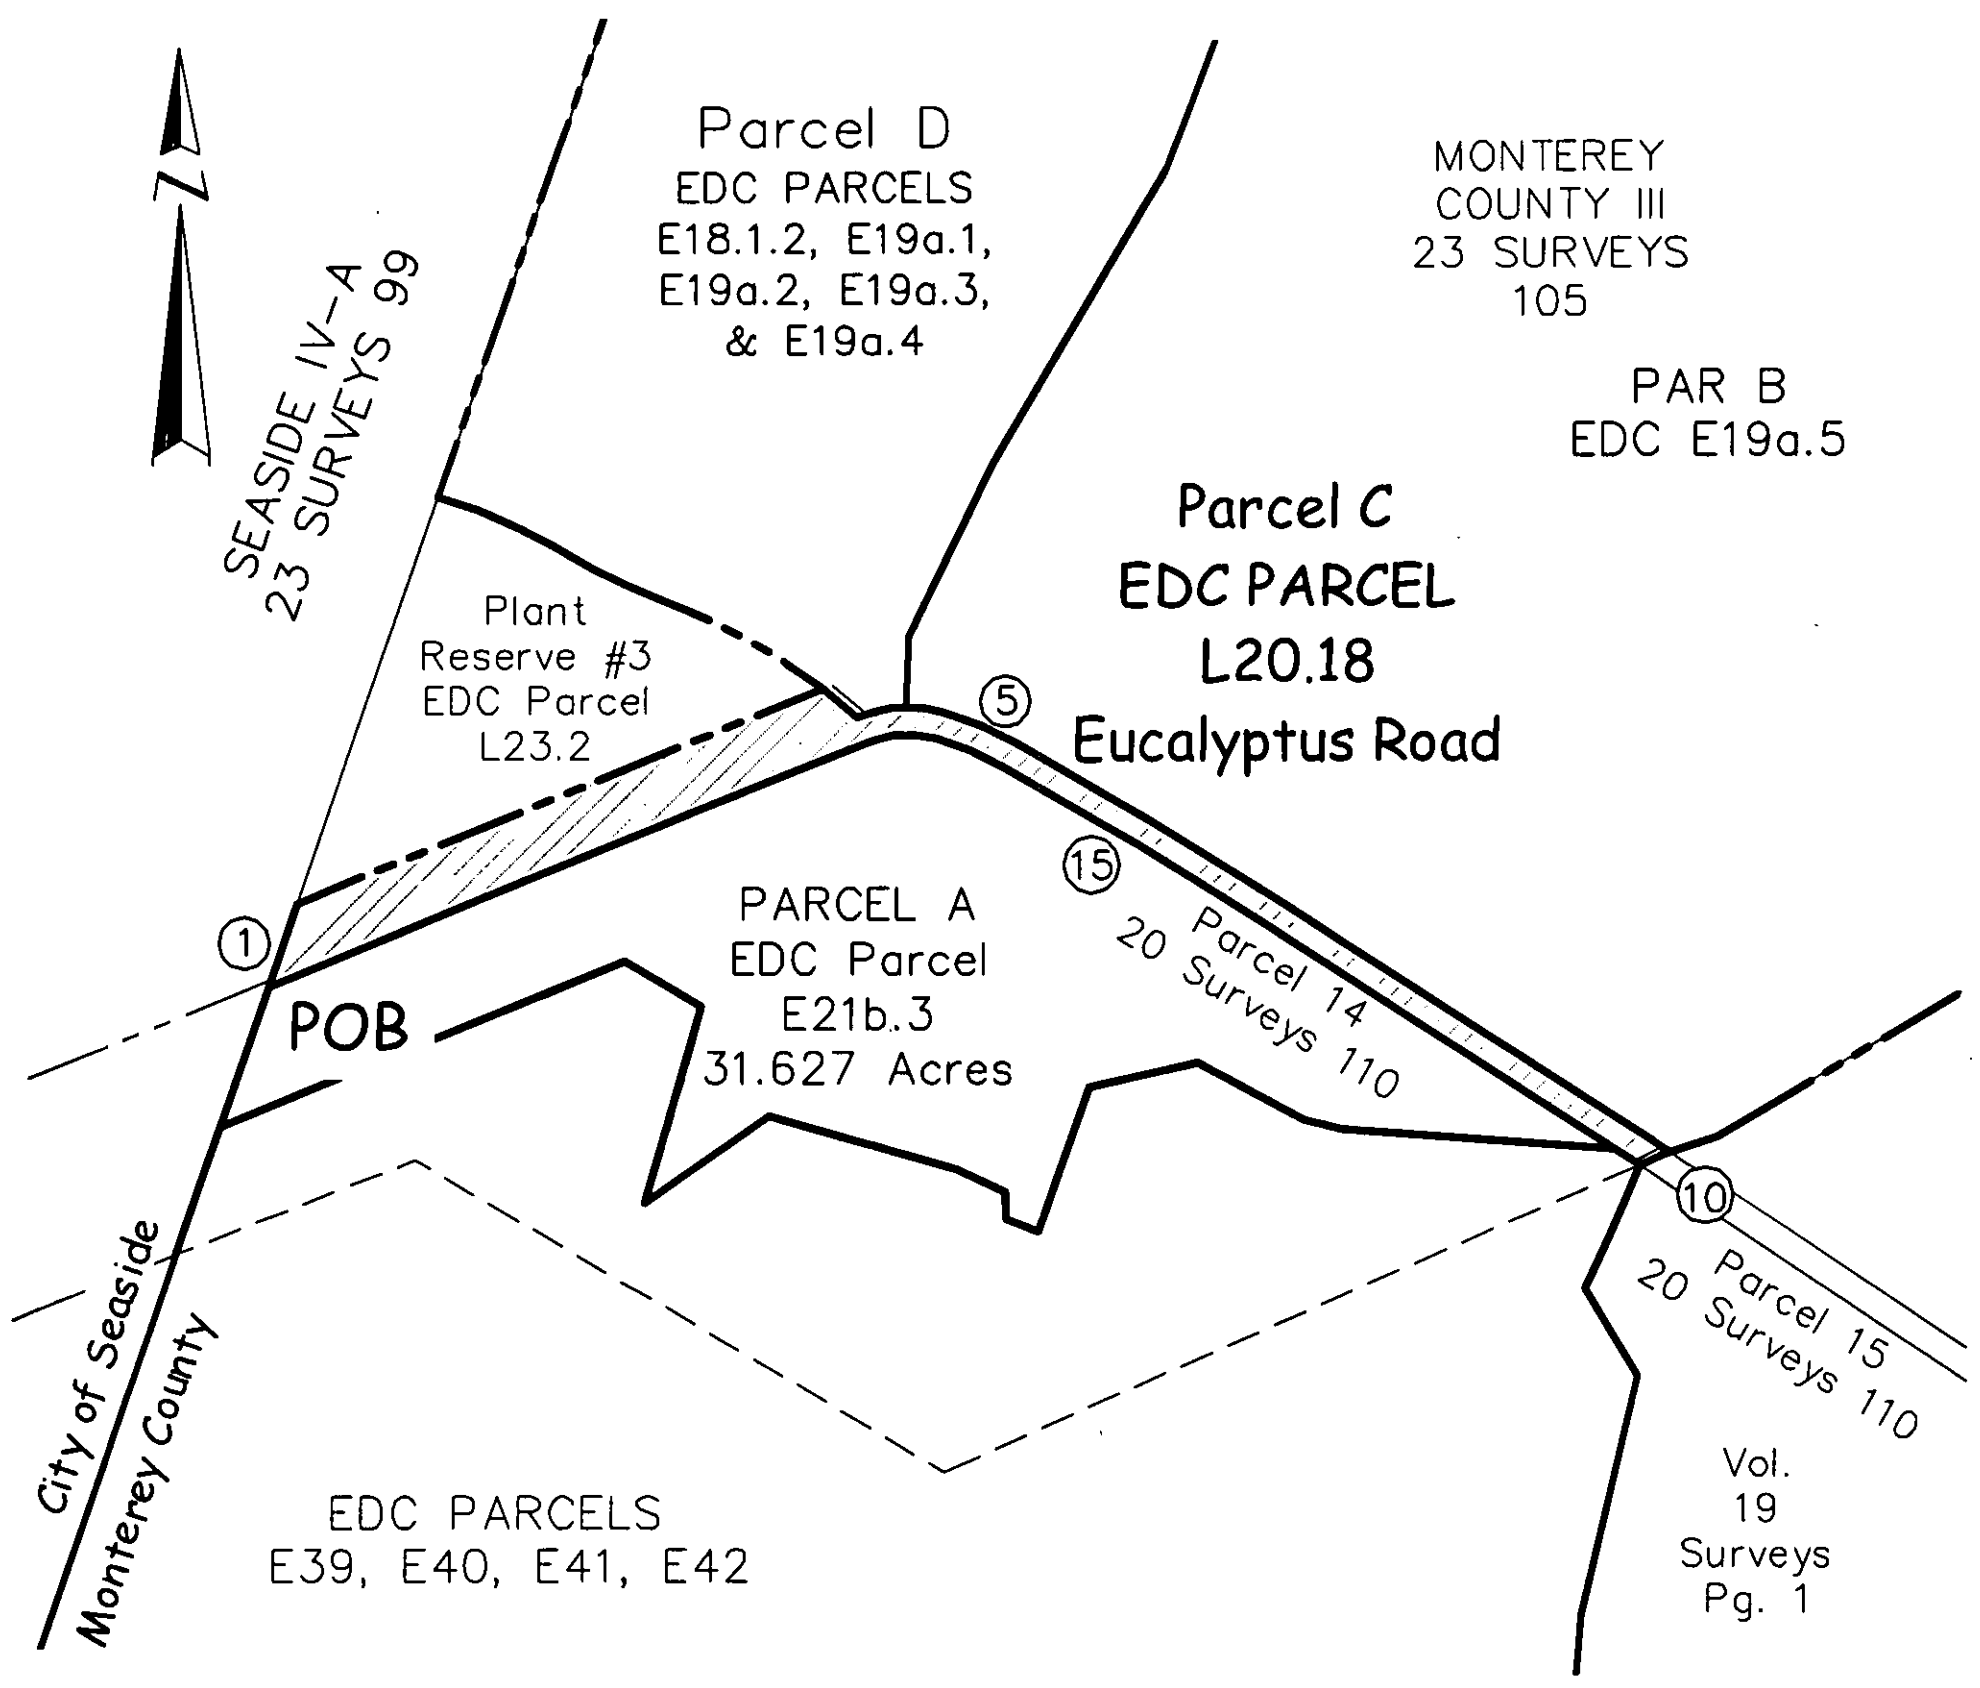 N
Parcel D
EDC PARCELS
E18.1.2, E19a.1,
E19a.2, E19a.3,
& E19a.4
MONTEREY
COUNTY III
23 SURVEYS
105
PAR B
EDC E19a.5
SEASIDE IV-A
23 SURVEYS 99
Parcel C
EDC PARCEL
L20.18
Eucalyptus Road
Plant
Reserve #3
EDC Parcel
L23.2
5
15
1
POB
PARCEL A
EDC Parcel
E21b.3
31.627 Acres
Parcel 14
20 Surveys 110
10
Parcel 15
20 Surveys 110
City of Seaside
Monterey County
EDC PARCELS
E39, E40, E41, E42
Vol.
19
Surveys
Pg. 1